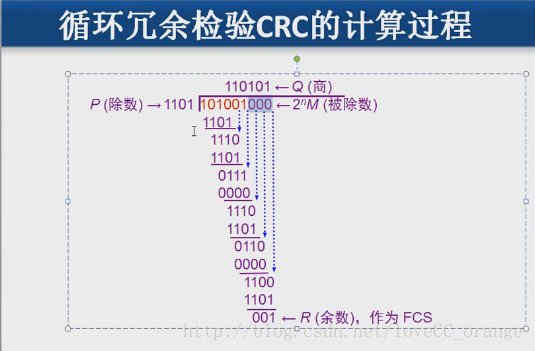 循环冗余检验CRC的计算过程
110101 ← Q (商)
P (除数) → 1101 101001000 ← 2ⁿM (被除数)
1101
1110
1101
0111
0000
1110
1101
0110
0000
1100
1101
001 ← R (余数)，作为 FCS
http://blog.csdn.net/loveCC_orange